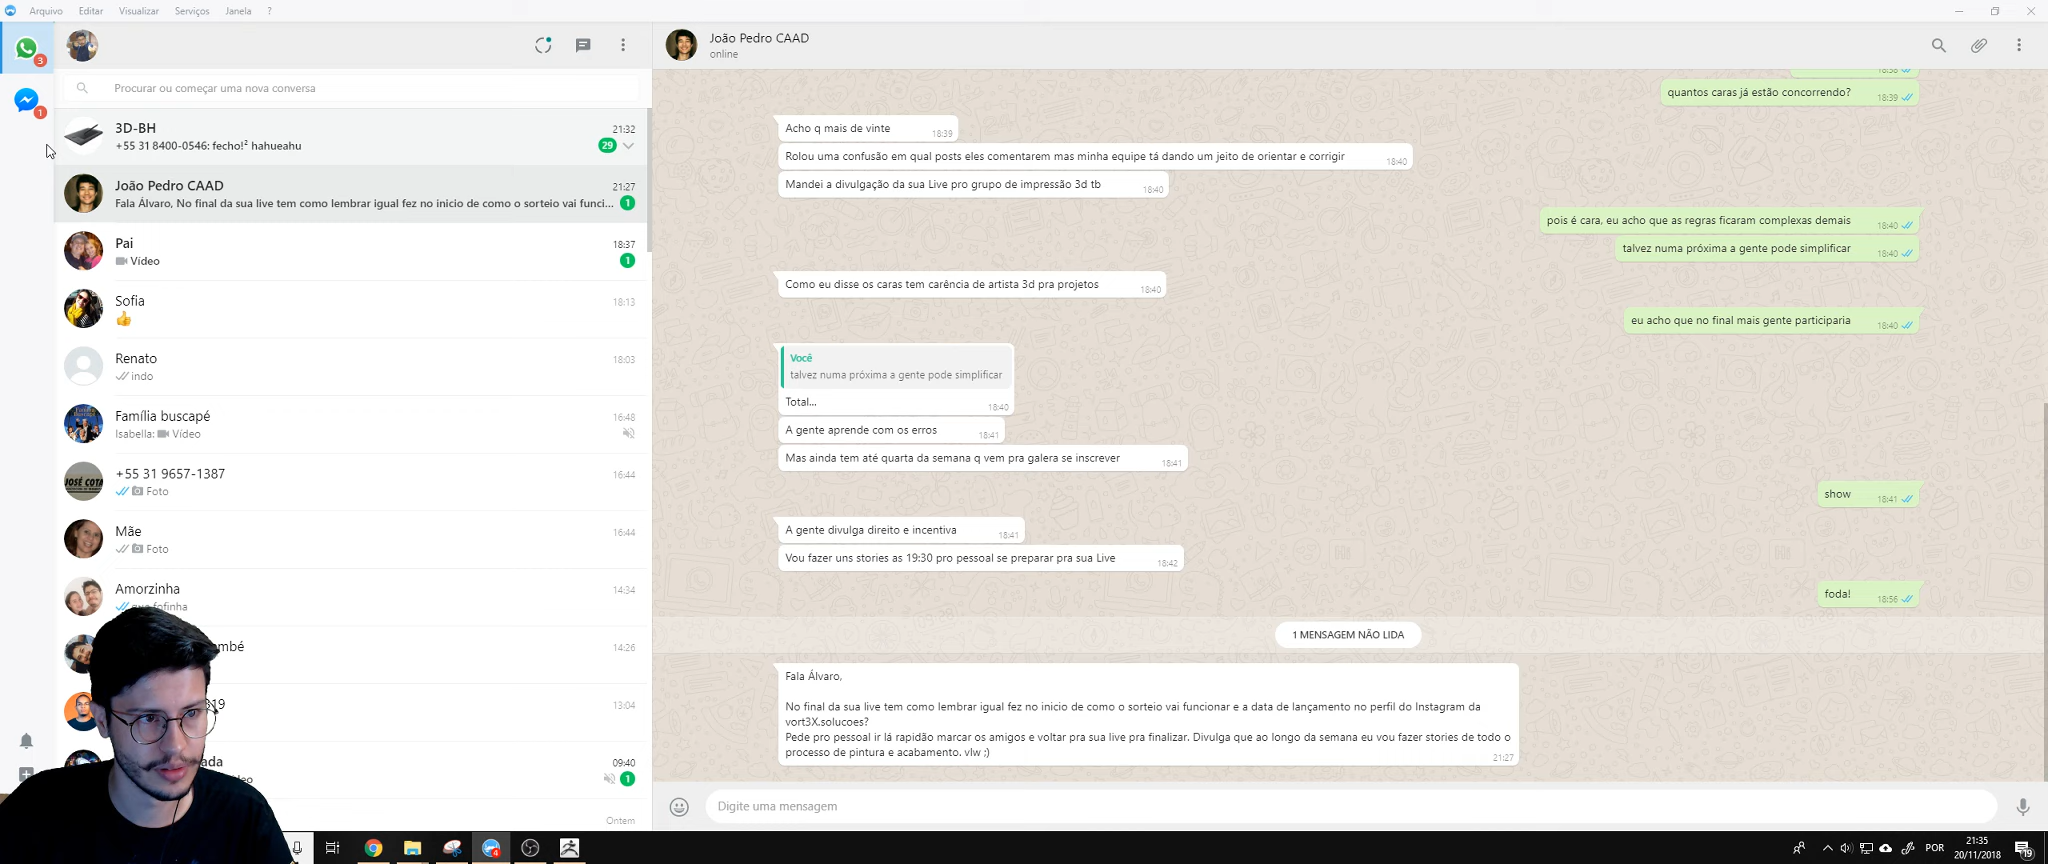 Arquivo Editar Visualizar Serviços Janela ?
3
1
Procurar ou começar uma nova conversa
3D-BH 21:32
+55 31 8400-0546: fecho!² hahueahu 29
João Pedro CAAD 21:27
Fala Álvaro, No final da sua live tem como lembrar igual fez no inicio de como o sorteio vai funci... 1
Pai 18:37
Vídeo 1
Sofia 18:13
Renato 18:03
indo
Família buscapé 16:48
Isabella: Vídeo
+55 31 9657-1387 16:44
Foto
Mãe 16:44
Foto
Amorzinha 14:34
que fofinha
mbé 14:26
319 13:04
ada 09:40
1
Ontem
João Pedro CAAD
online
18:38
quantos caras já estão concorrendo? 18:39
Acho q mais de vinte 18:39
Rolou uma confusão em qual posts eles comentarem mas minha equipe tá dando um jeito de orientar e corrigir 18:40
Mandei a divulgação da sua Live pro grupo de impressão 3d tb 18:40
pois é cara, eu acho que as regras ficaram complexas demais 18:40
talvez numa próxima a gente pode simplificar 18:40
Como eu disse os caras tem carência de artista 3d pra projetos 18:40
eu acho que no final mais gente participaria 18:40
Você
talvez numa próxima a gente pode simplificar
Total... 18:40
A gente aprende com os erros 18:41
Mas ainda tem até quarta da semana q vem pra galera se inscrever 18:41
show 18:41
A gente divulga direito e incentiva 18:41
Vou fazer uns stories as 19:30 pro pessoal se preparar pra sua Live 18:42
foda! 18:56
1 MENSAGEM NÃO LIDA
Fala Álvaro,
No final da sua live tem como lembrar igual fez no inicio de como o sorteio vai funcionar e a data de lançamento no perfil do Instagram da
vort3X.solucoes?
Pede pro pessoal ir lá rapidão marcar os amigos e voltar pra sua live pra finalizar. Divulga que ao longo da semana eu vou fazer stories de todo o
processo de pintura e acabamento. vlw ;) 21:27
Digite uma mensagem
4
POR
21:35
20/11/2018
19